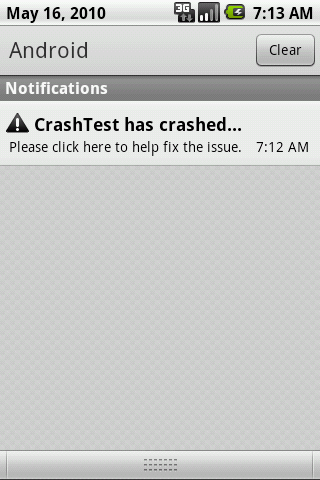 May 16, 2010 3G 7:13 AM
Android Clear
Notifications
CrashTest has crashed...
Please click here to help fix the issue. 7:12 AM